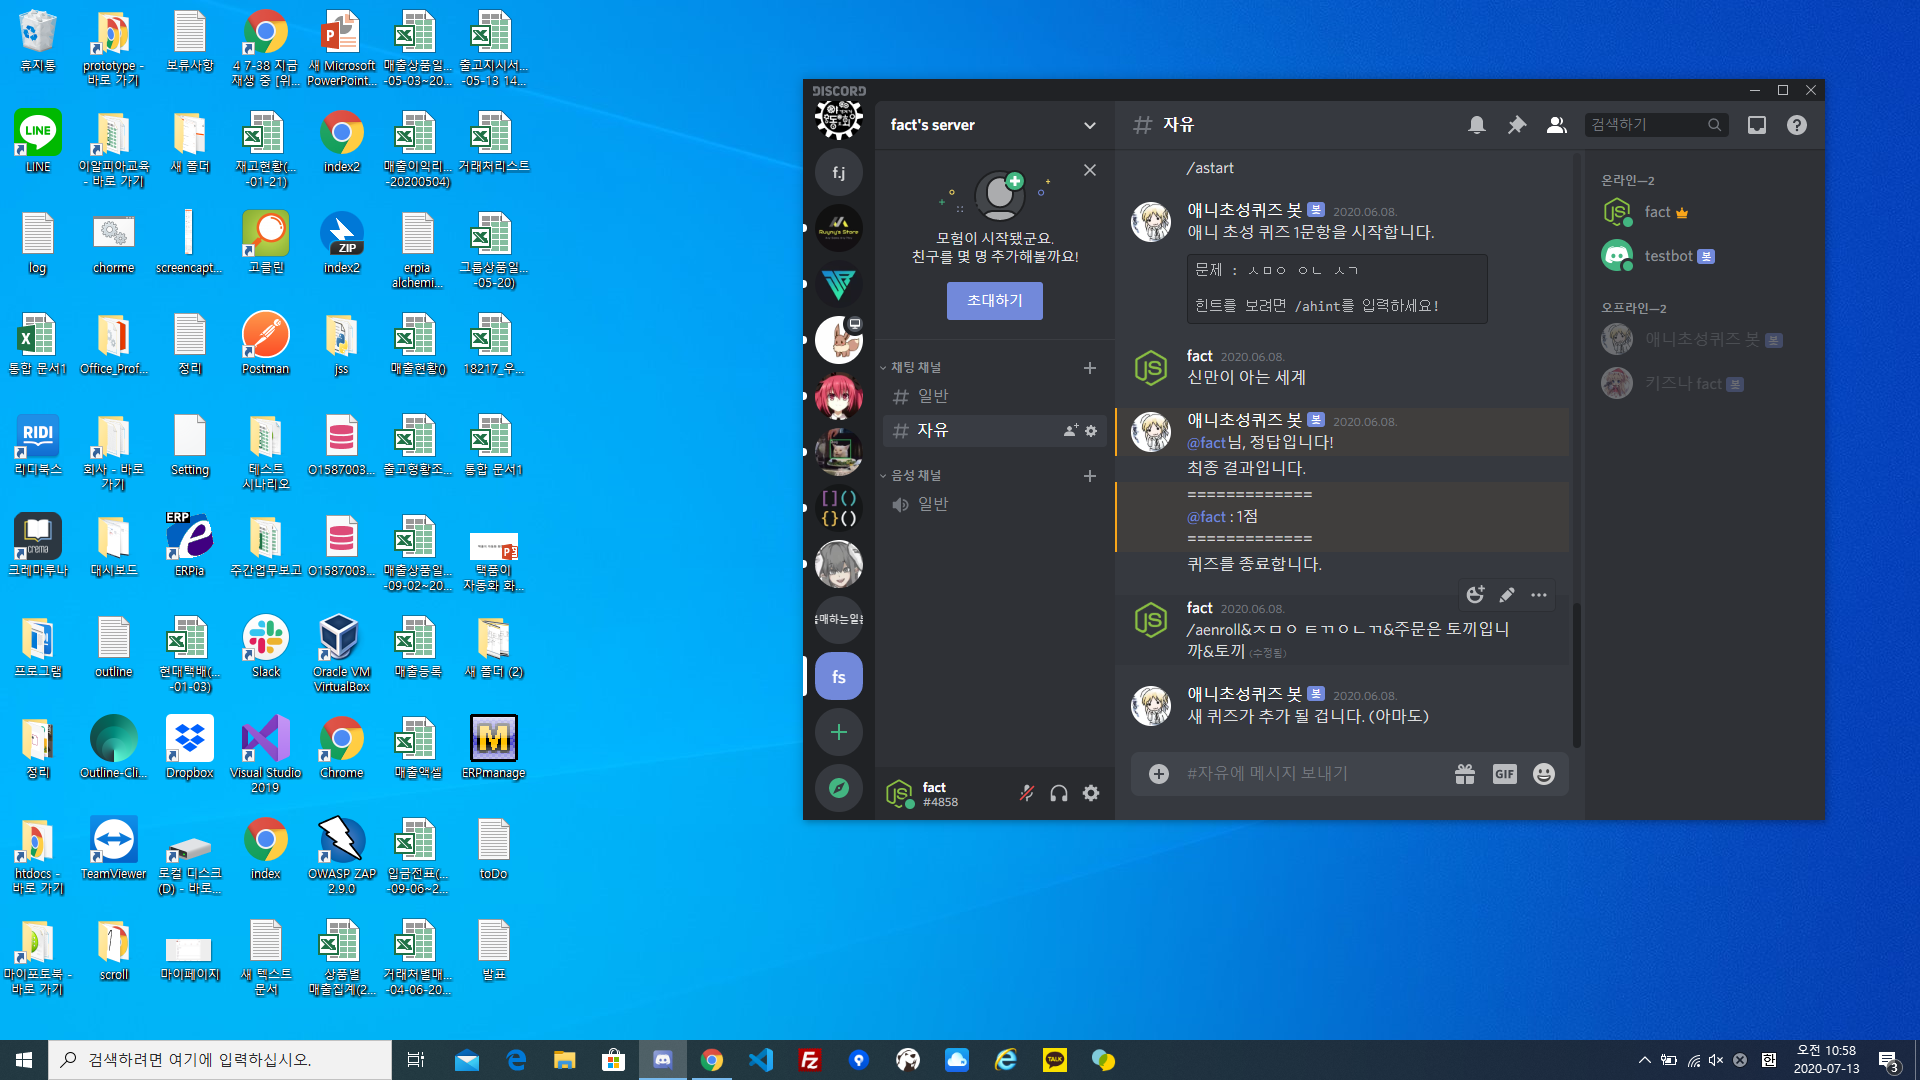 휴지통
prototype -
바로 가기
보류사항
4 7-38 지금
재생 중 [위...
새 Microsoft
PowerPoint...
매출상품일...
-05-03~20...
출고지시서...
-05-13 14...
LINE
LINE
이알피아교육
- 바로 가기
새 폴더
재고현황(...
-01-21)
index2
매출이익리...
-20200504)
거래처리스트
log
chorme
screencapt...
고클린
ZIP
index2
erpia
alchemi...
그룹상품일...
-05-20)
통합 문서1
Office_Prof...
정리
Postman
jss
매출현황()
18217_우...
RIDI
리디북스
회사 - 바로
가기
Setting
테스트
시나리오
O1587003...
출고형황조...
통합 문서1
crema
크레마루나
대시보드
ERP
ERPia
주간업무보고
O1587003...
매출상품일...
-09-02~20...
택품이
자동화 화...
프로그램
outline
현대택배(...
-01-03)
Slack
Oracle VM
VirtualBox
매출등록
새 폴더 (2)
정리
Outline-Cli...
Dropbox
Visual Studio
2019
Chrome
매출액셀
M
ERPmanage
htdocs -
바로 가기
TeamViewer
로컬 디스크
(D) - 바로...
index
OWASP ZAP
2.9.0
입금전표(...
-09-06~2...
toDo
마이포토북 -
바로 가기
scroll
마이페이지
새 텍스트
문서
상품별
매출집계(2...
거래처별매...
-04-06-20...
발표
DISCORD
f.j
Ruyng's Store
[]()
{}()
매하는일
fs
fact's server
모험이 시작됐군요.
친구를 몇 명 추가해볼까요!
초대하기
채팅 채널
일반
자유
음성 채널
일반
fact
#4858
# 자유
검색하기
/astart
애니초성퀴즈 봇 봇 2020.06.08.
애니 초성 퀴즈 1문항을 시작합니다.
문제 : ㅅㅁㅇ ㅇㄴ ㅅㄱ
힌트를 보려면 /ahint를 입력하세요!
fact 2020.06.08.
신만이 아는 세계
애니초성퀴즈 봇 봇 2020.06.08.
@fact님, 정답입니다!
최종 결과입니다.
=============
@fact : 1점
=============
퀴즈를 종료합니다.
fact 2020.06.08.
/aenroll&ㅈㅁㅇ ㅌㄲㅇㄴㄲ&주문은 토끼입니
까&토끼 (수정됨)
애니초성퀴즈 봇 봇 2020.06.08.
새 퀴즈가 추가 될 겁니다. (아마도)
#자유에 메시지 보내기
GIF
온라인—2
fact
testbot 봇
오프라인—2
애니초성퀴즈 봇 봇
키즈나 fact 봇
검색하려면 여기에 입력하십시오.
TALK
한
오전 10:58
2020-07-13
3